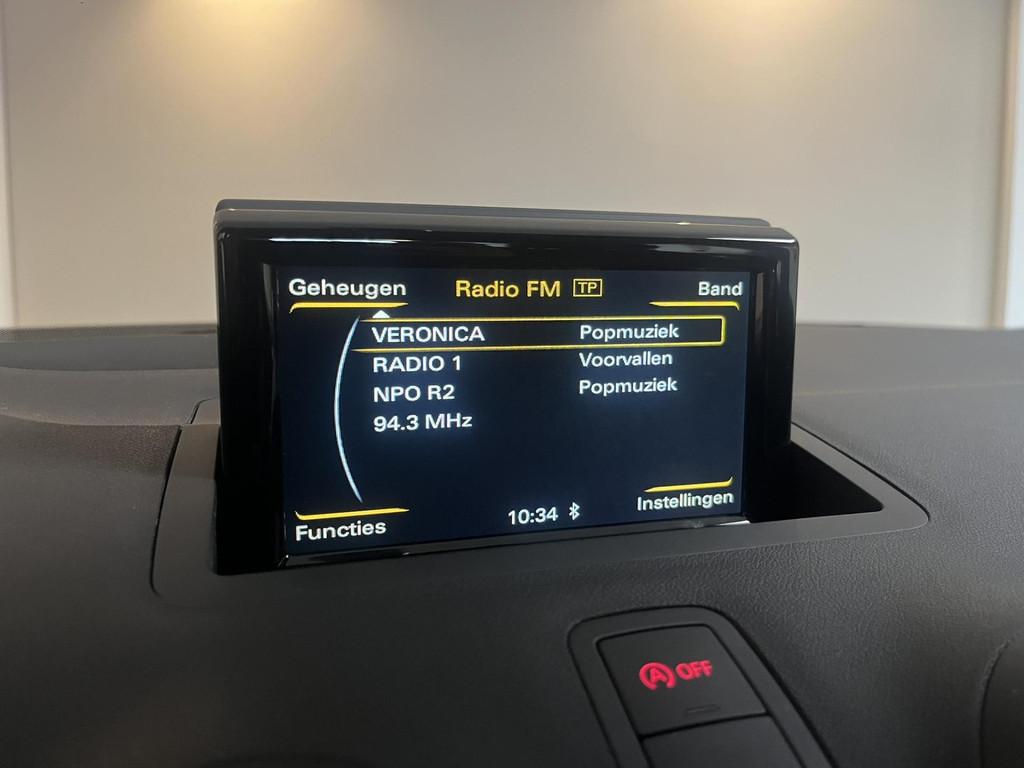 Geheugen Radio FM TP Band
VERONICA Popmuziek
RADIO 1 Voorvallen
NPO R2 Popmuziek
94.3 MHz
Functies 10:34 Instellingen
A OFF